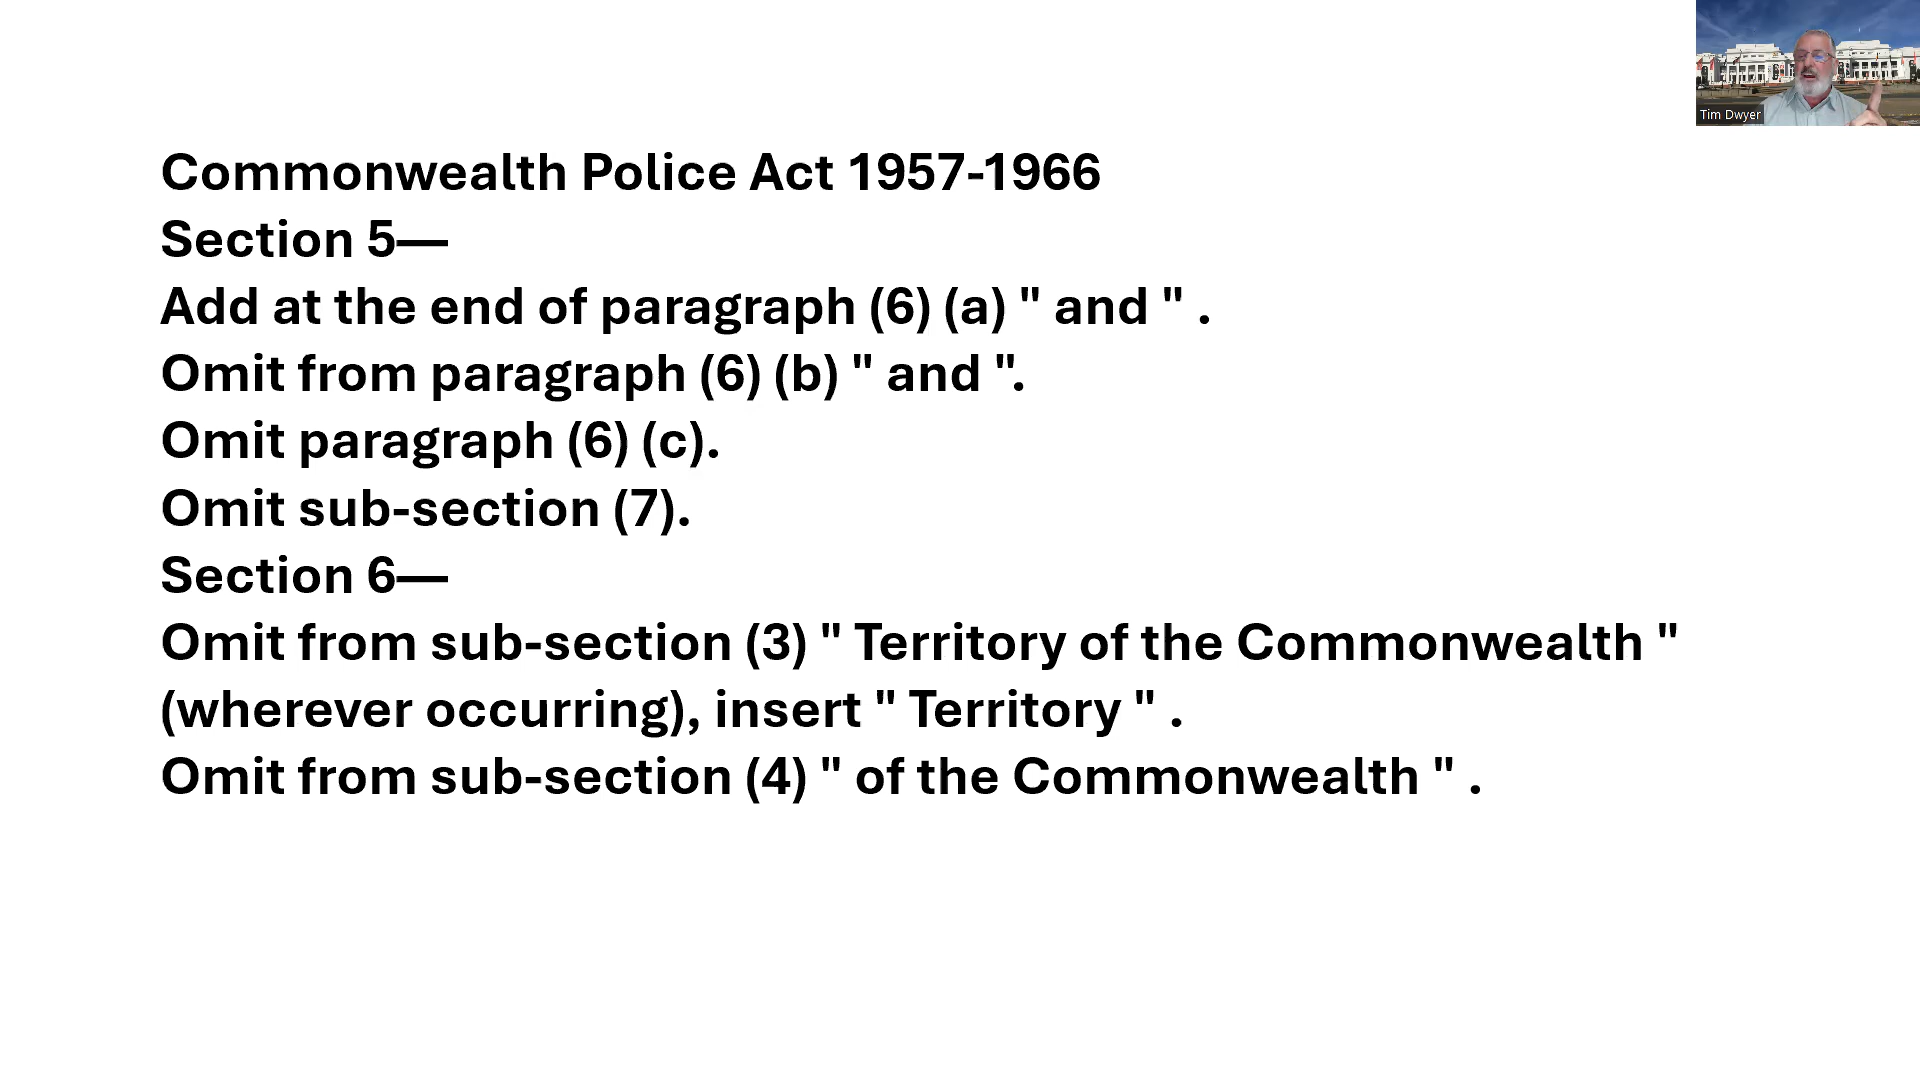 Tim Dwyer
Commonwealth Police Act 1957-1966
Section 5—
Add at the end of paragraph (6) (a) " and " .
Omit from paragraph (6) (b) " and ".
Omit paragraph (6) (c).
Omit sub-section (7).
Section 6—
Omit from sub-section (3) " Territory of the Commonwealth "
(wherever occurring), insert " Territory " .
Omit from sub-section (4) " of the Commonwealth " .